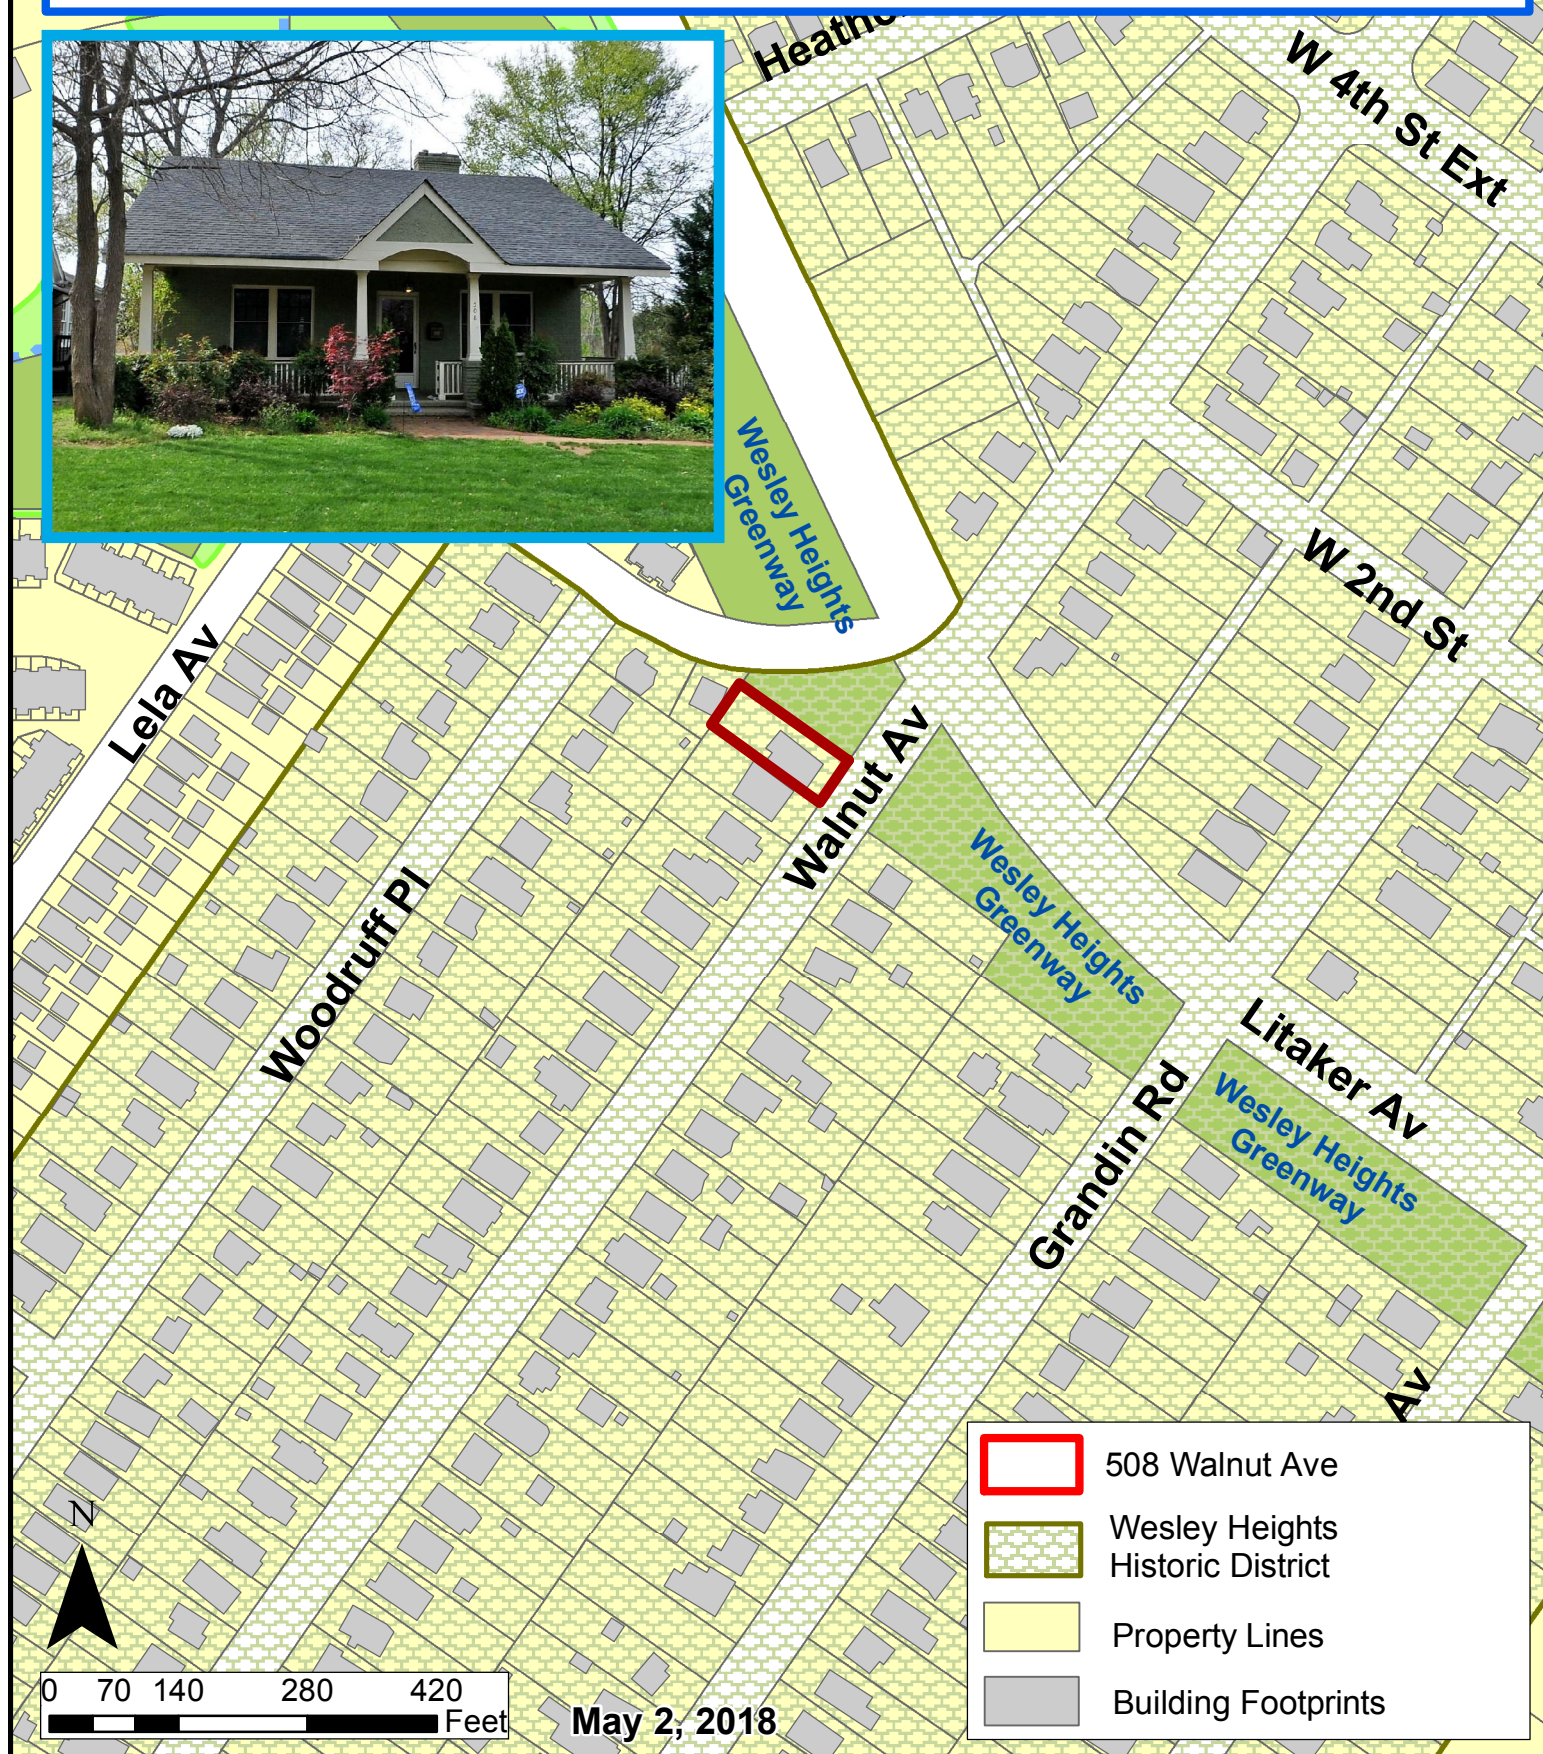 W 4th St Ext
Wesley Heights
Greenway
W 2nd St
Lela Av
Walnut Av
Wesley Heights
Greenway
Woodruff Pl
Litaker Av
Wesley Heights
Greenway
Grandin Rd
Av
508 Walnut Ave
Wesley Heights
Historic District
Property Lines
Building Footprints
N
0 70 140 280 420
Feet
May 2, 2018